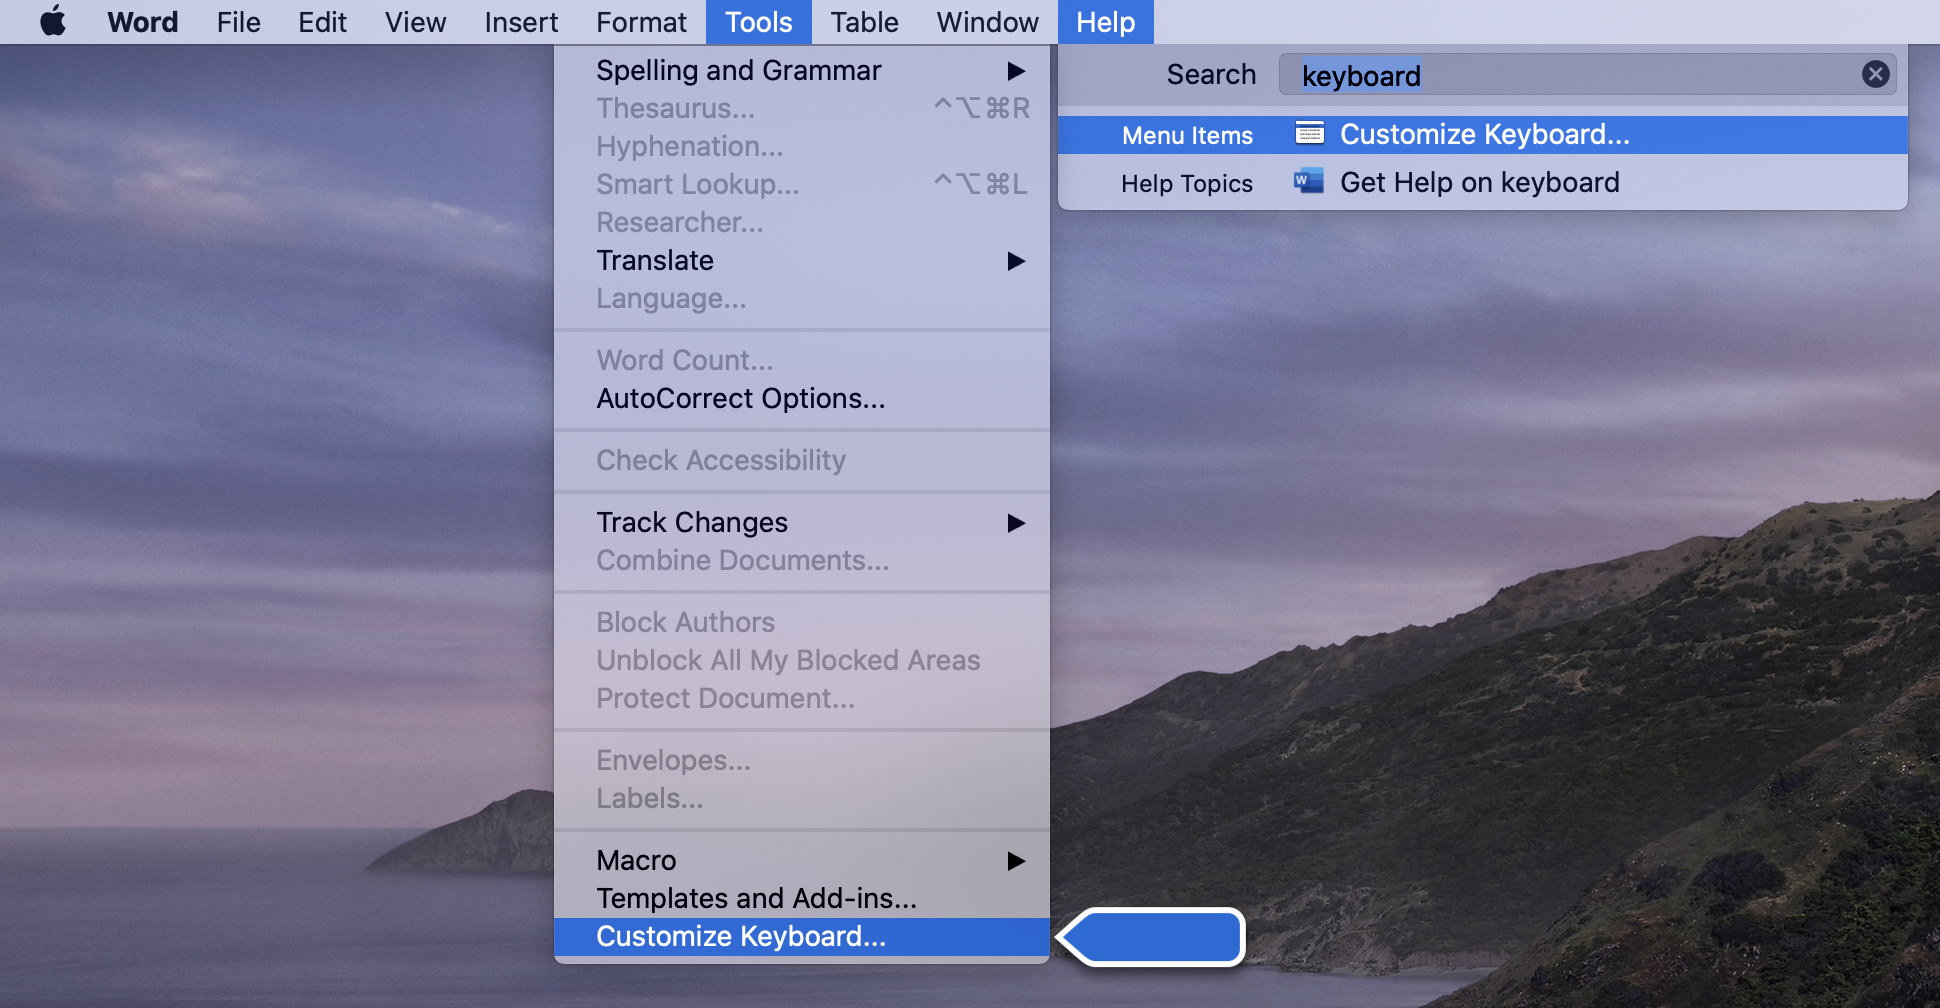 Word File Edit View Insert Format Tools Table Window Help
Spelling and Grammar
Thesaurus... ^⌥⌘R
Hyphenation...
Smart Lookup... ^⌥⌘L
Researcher...
Translate
Language...
Word Count...
AutoCorrect Options...
Check Accessibility
Track Changes
Combine Documents...
Block Authors
Unblock All My Blocked Areas
Protect Document...
Envelopes...
Labels...
Macro
Templates and Add-ins...
Customize Keyboard...
Search keyboard
Menu Items Customize Keyboard...
Help Topics W Get Help on keyboard